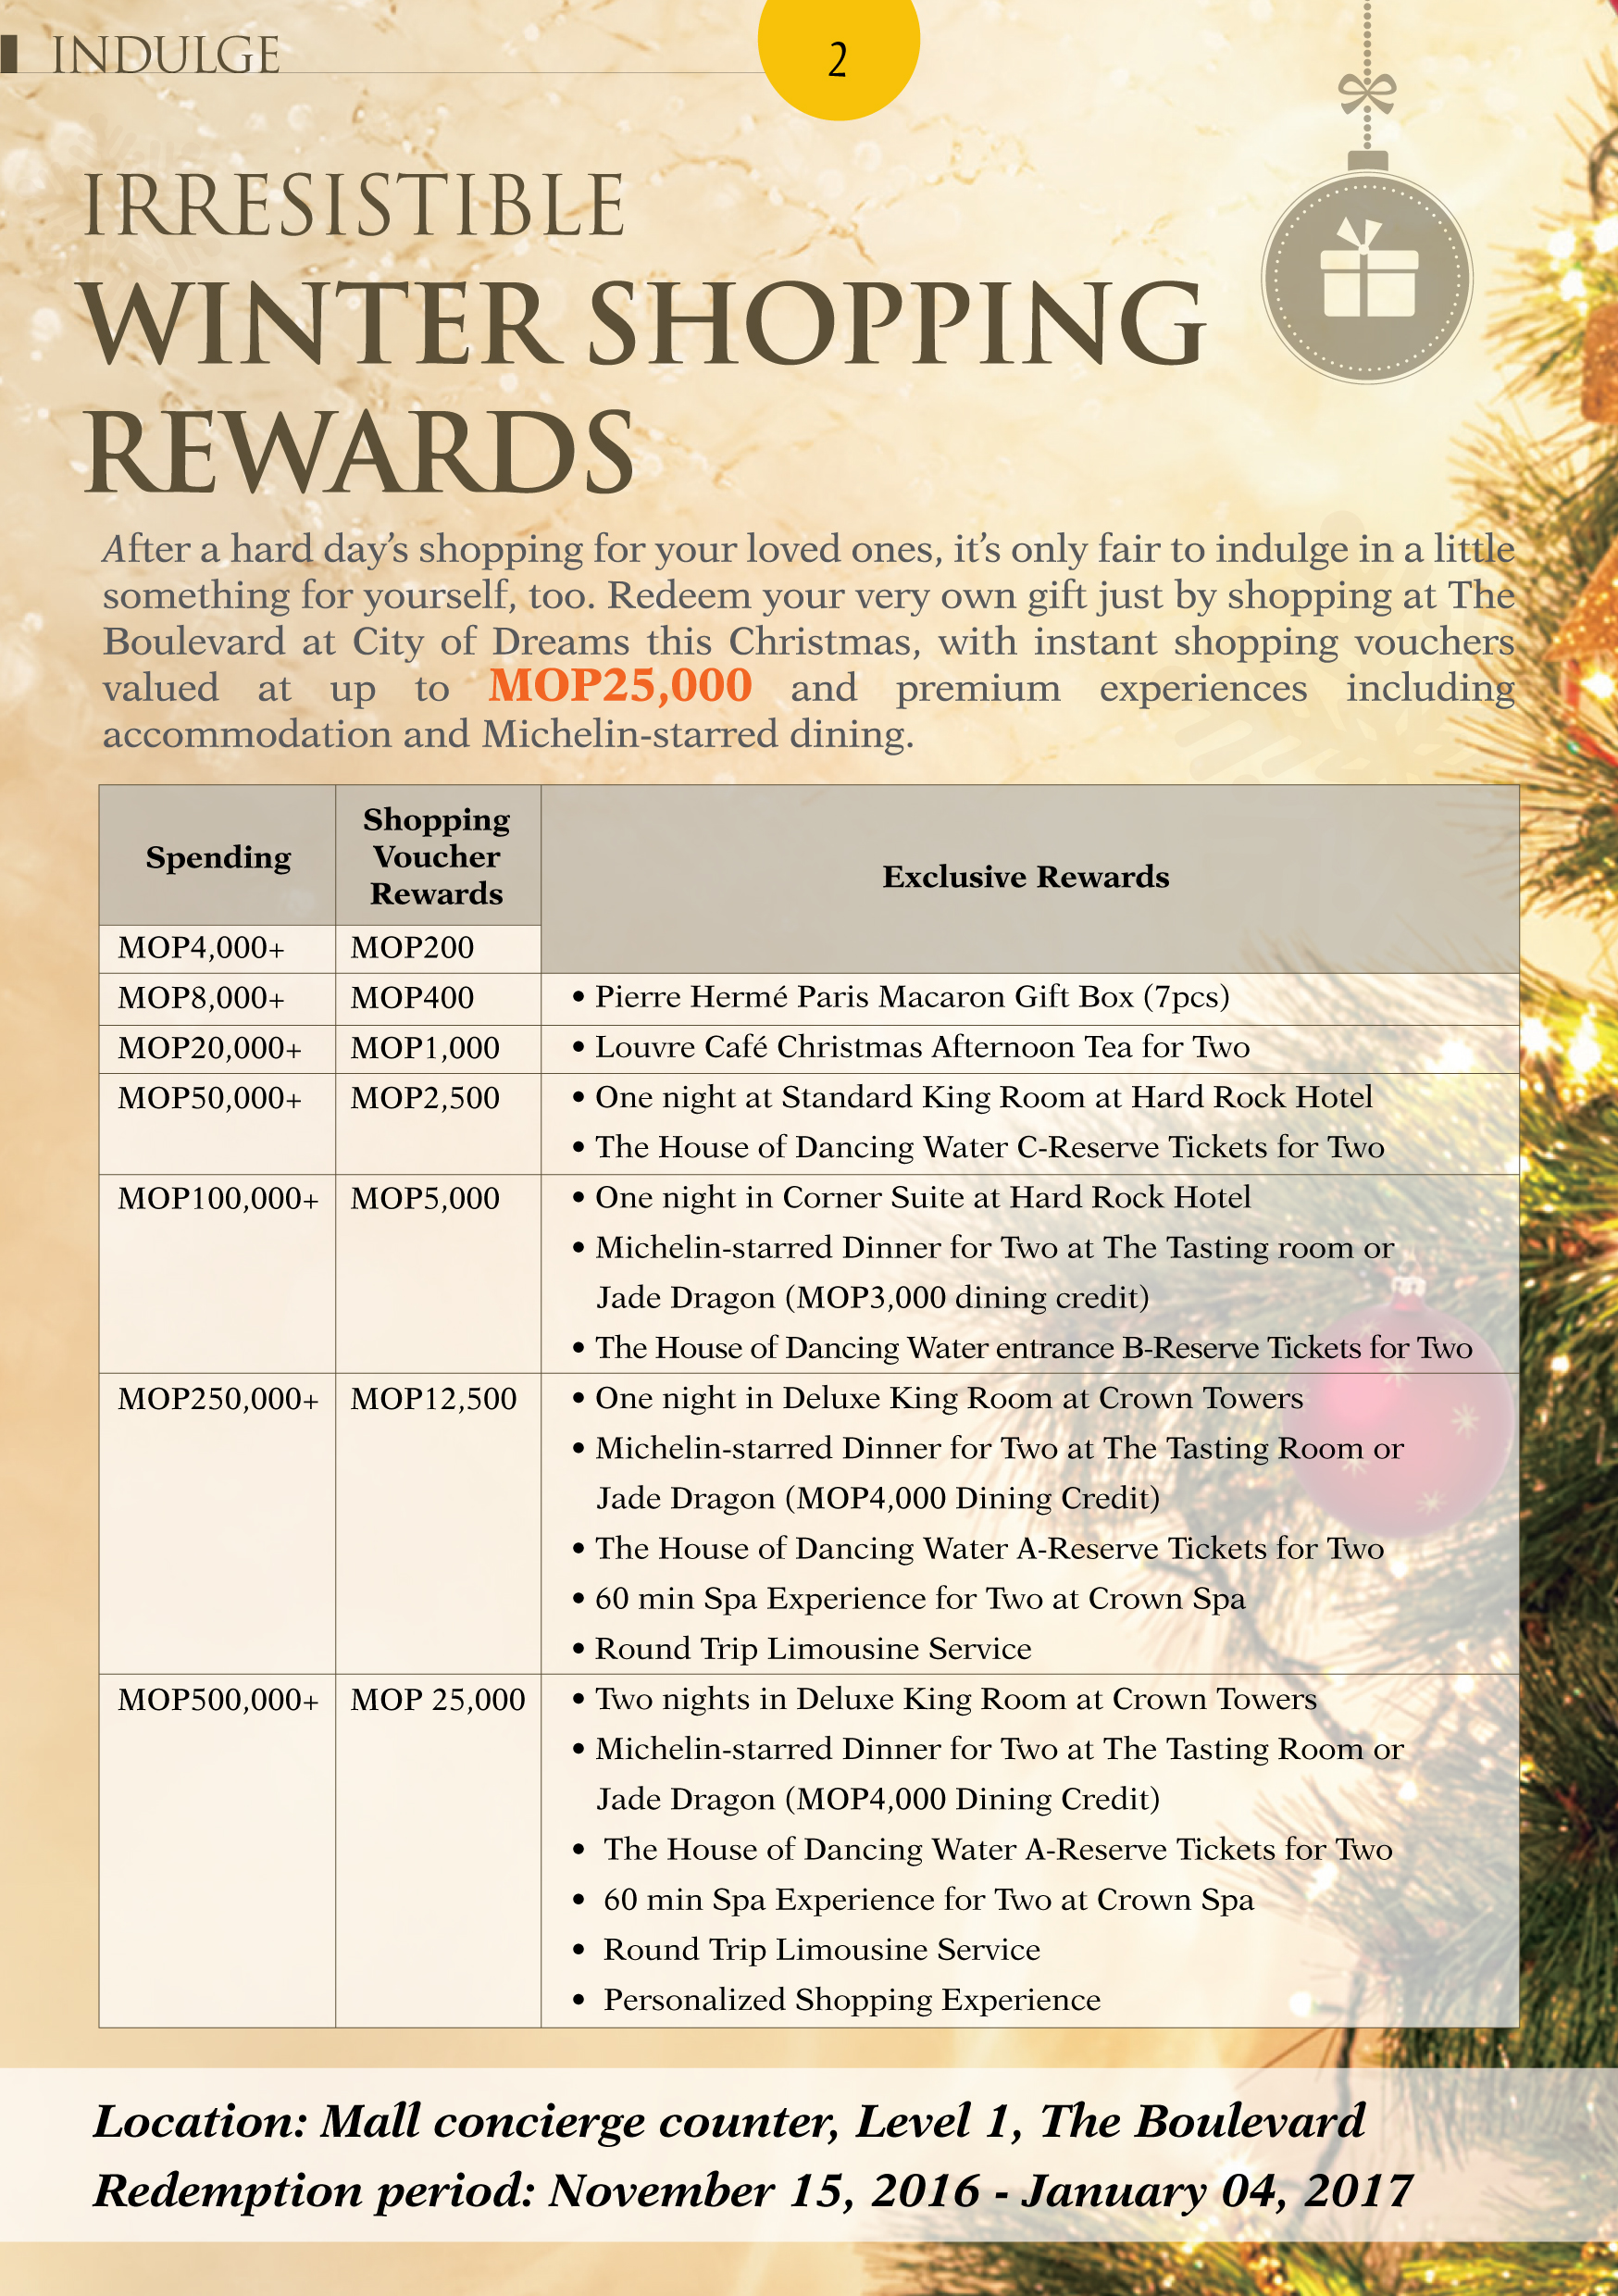 INDULGE
2
IRRESISTIBLE
WINTER SHOPPING
REWARDS
After a hard day's shopping for your loved ones, it's only fair to indulge in a little
something for yourself, too. Redeem your very own gift just by shopping at The
Boulevard at City of Dreams this Christmas, with instant shopping vouchers
valued at up to MOP25,000 and premium experiences including
accommodation and Michelin-starred dining.
Spending
Shopping
Voucher
Rewards
Exclusive Rewards
MOP4,000+ MOP200
MOP8,000+ MOP400 • Pierre Hermé Paris Macaron Gift Box (7pcs)
MOP20,000+ MOP1,000 • Louvre Café Christmas Afternoon Tea for Two
MOP50,000+ MOP2,500 • One night at Standard King Room at Hard Rock Hotel
• The House of Dancing Water C-Reserve Tickets for Two
MOP100,000+ MOP5,000 • One night in Corner Suite at Hard Rock Hotel
• Michelin-starred Dinner for Two at The Tasting room or
Jade Dragon (MOP3,000 dining credit)
• The House of Dancing Water entrance B-Reserve Tickets for Two
MOP250,000+ MOP12,500 • One night in Deluxe King Room at Crown Towers
• Michelin-starred Dinner for Two at The Tasting Room or
Jade Dragon (MOP4,000 Dining Credit)
• The House of Dancing Water A-Reserve Tickets for Two
• 60 min Spa Experience for Two at Crown Spa
• Round Trip Limousine Service
MOP500,000+ MOP 25,000 • Two nights in Deluxe King Room at Crown Towers
• Michelin-starred Dinner for Two at The Tasting Room or
Jade Dragon (MOP4,000 Dining Credit)
• The House of Dancing Water A-Reserve Tickets for Two
• 60 min Spa Experience for Two at Crown Spa
• Round Trip Limousine Service
• Personalized Shopping Experience
Location: Mall concierge counter, Level 1, The Boulevard
Redemption period: November 15, 2016 - January 04, 2017